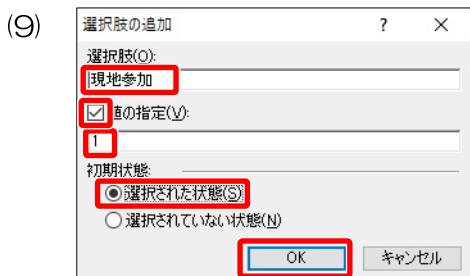 (9)
選択肢の追加 ? ×
選択肢(O):
現地参加
値の指定(V):
1
初期状態:
選択された状態(S)
選択されていない状態(N)
OK キャンセル